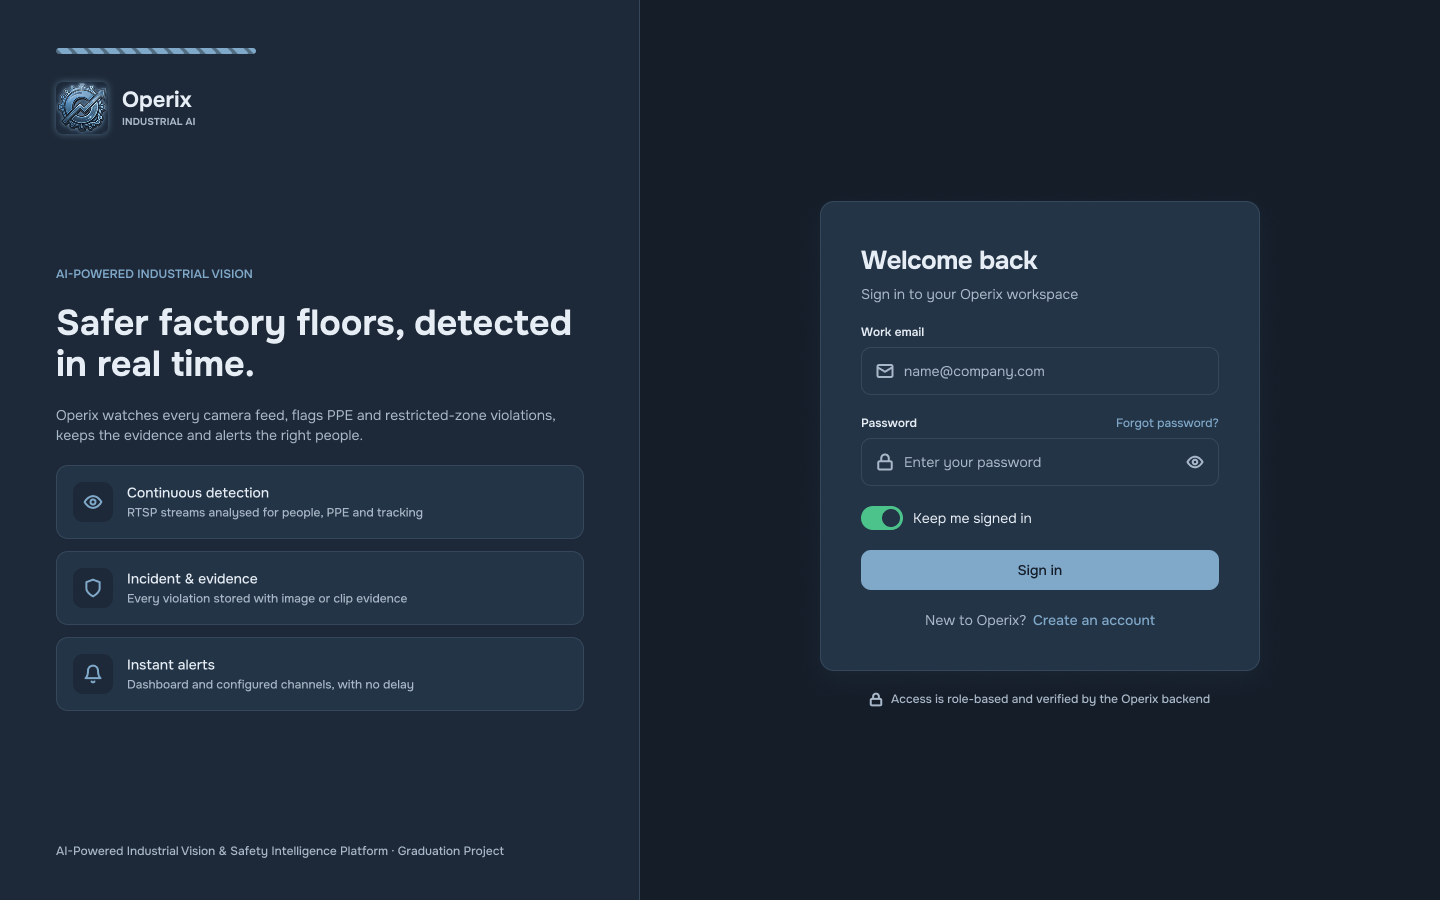 Operix
INDUSTRIAL AI
AI-POWERED INDUSTRIAL VISION
Safer factory floors, detected
in real time.
Operix watches every camera feed, flags PPE and restricted-zone violations,
keeps the evidence and alerts the right people.
Continuous detection
RTSP streams analysed for people, PPE and tracking
Incident & evidence
Every violation stored with image or clip evidence
Instant alerts
Dashboard and configured channels, with no delay
AI-Powered Industrial Vision & Safety Intelligence Platform · Graduation Project
Welcome back
Sign in to your Operix workspace
Work email
name@company.com
Password
Forgot password?
Enter your password
Keep me signed in
Sign in
New to Operix? Create an account
Access is role-based and verified by the Operix backend